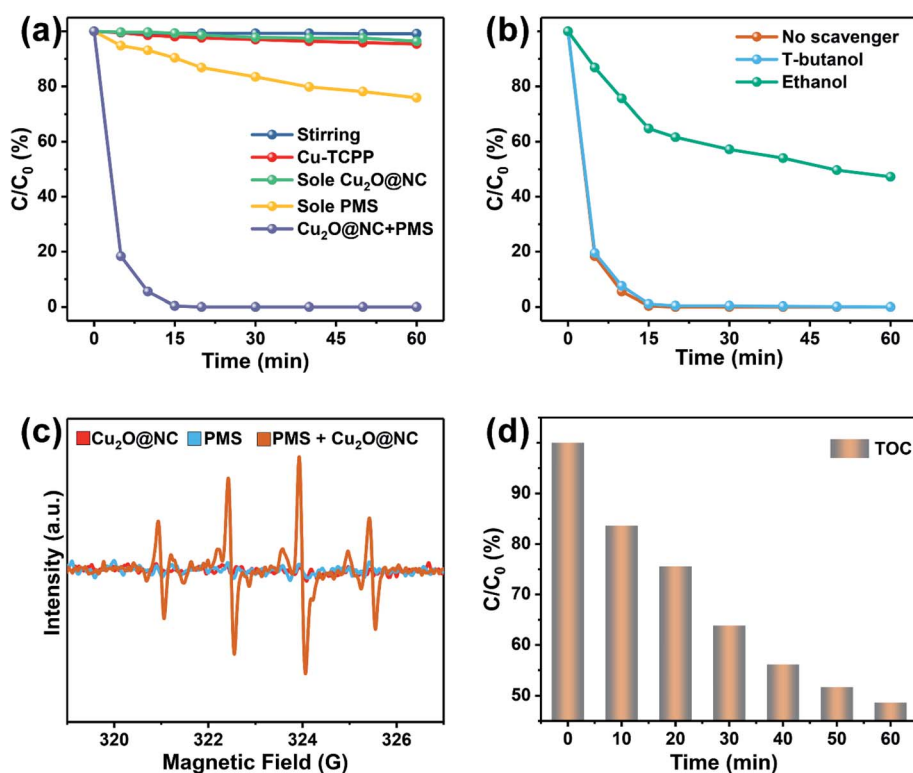 (a)
C/C₀ (%)
80
60
40
20
0
Stirring
Cu-TCPP
Sole Cu₂O@NC
Sole PMS
Cu₂O@NC+PMS
0 15 30 45 60
Time (min)
(b)
C/C₀ (%)
80
60
40
20
0
No scavenger
T-butanol
Ethanol
0 15 30 45 60
Time (min)
(c)
Cu₂O@NC PMS PMS + Cu₂O@NC
Intensity (a.u.)
320 322 324 326
Magnetic Field (G)
(d)
TOC
C/C₀ (%)
90
80
70
60
50
0 10 20 30 40 50 60
Time (min)